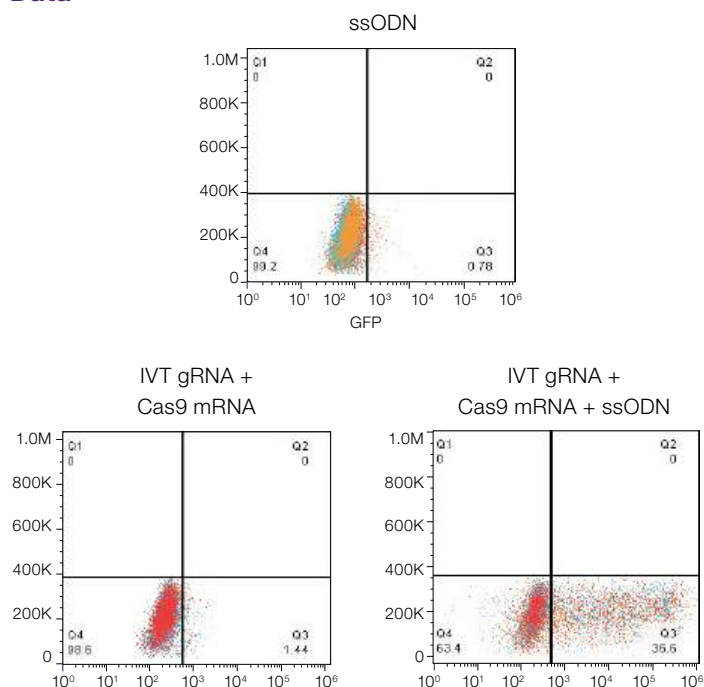 Data
ssODN
1.0M
800K
600K
400K
200K
0
Q1
0
Q2
0
Q4
99.2
Q3
0.78
10⁰ 10¹ 10² 10³ 10⁴ 10⁵ 10⁶
GFP
IVT gRNA +
Cas9 mRNA
1.0M
800K
600K
400K
200K
0
Q1
0
Q2
0
Q4
98.6
Q3
1.44
10⁰ 10¹ 10² 10³ 10⁴ 10⁵ 10⁶
IVT gRNA +
Cas9 mRNA + ssODN
1.0M
800K
600K
400K
200K
0
Q1
0
Q2
0
Q4
63.4
Q3
36.6
10⁰ 10¹ 10² 10³ 10⁴ 10⁵ 10⁶